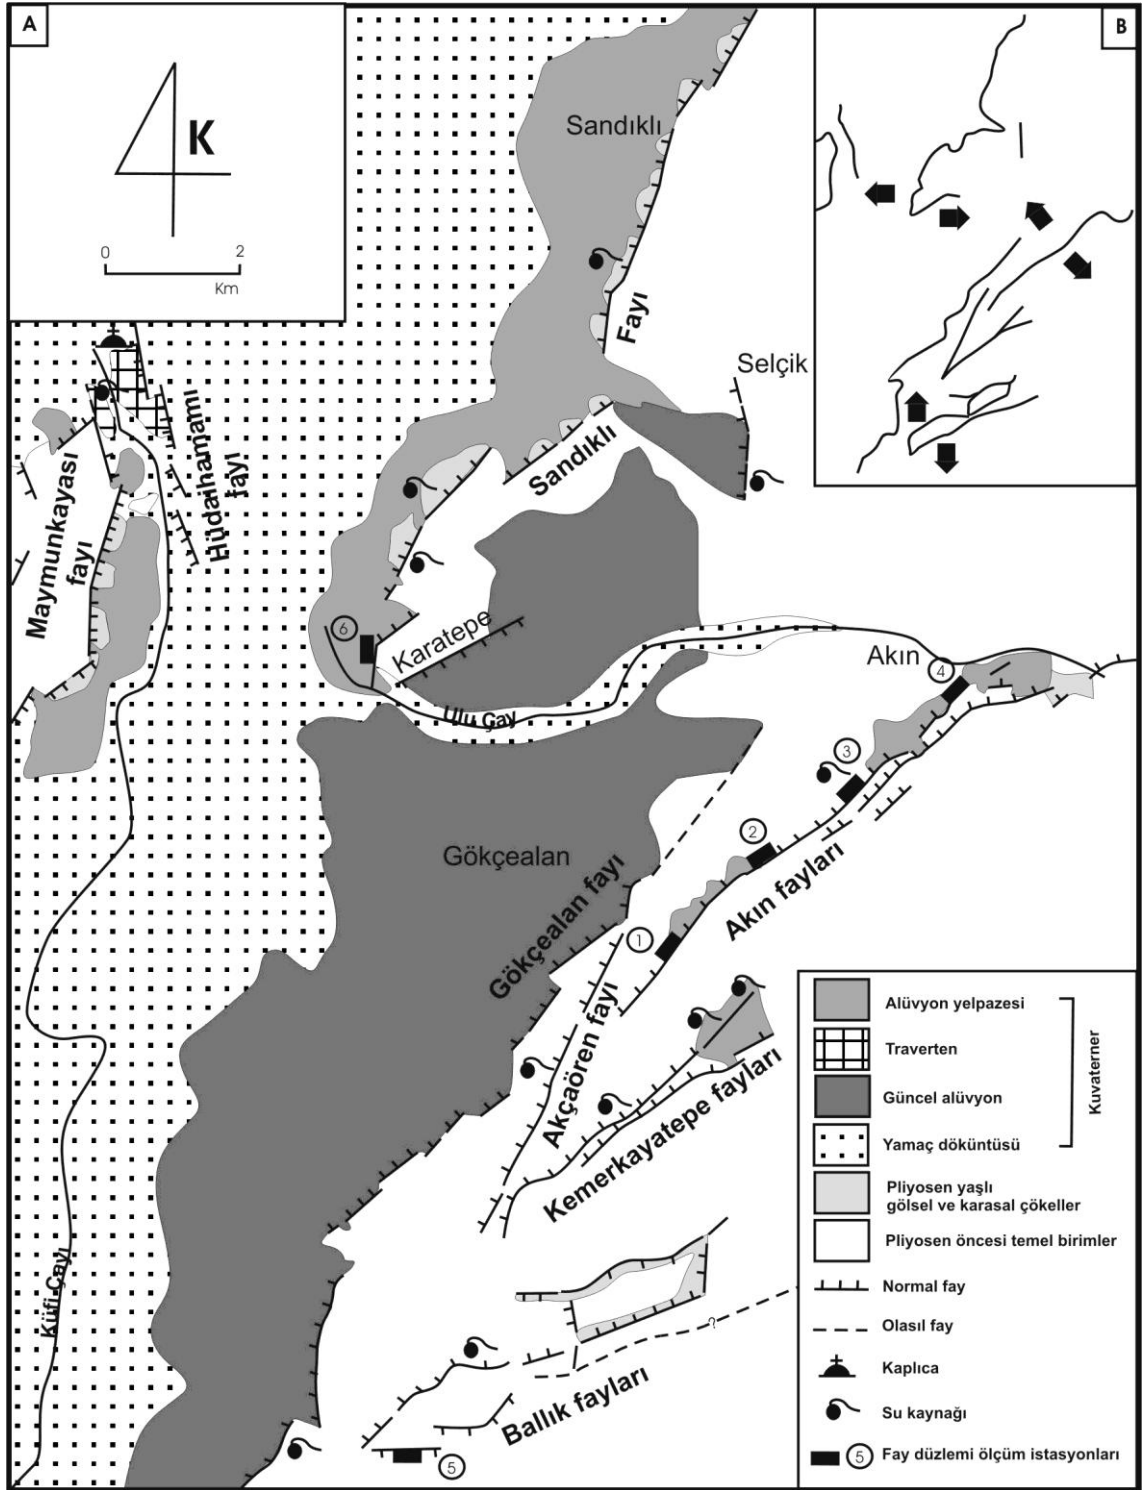 A
K
0 2
Km
B
Sandıklı
Fayı
Selçik
Sandıklı
Hüdaihamamı
fayı
Maymunkayası
fayı
6
Karatepe
Akın
4
Ulu Çay
3
2
Gökçealan
Gökçealan fayı
Akın fayları
1
Akçaören fayı
Kemerkayatepe fayları
Küfi Çayı
?
Ballık fayları
5
Alüvyon yelpazesi
Traverten
Güncel alüvyon
Yamaç döküntüsü
Kuvaterner
Pliyosen yaşlı
gölsel ve karasal çökeller
Pliyosen öncesi temel birimler
Normal fay
Olasıl fay
Kaplıca
Su kaynağı
5 Fay düzlemi ölçüm istasyonları